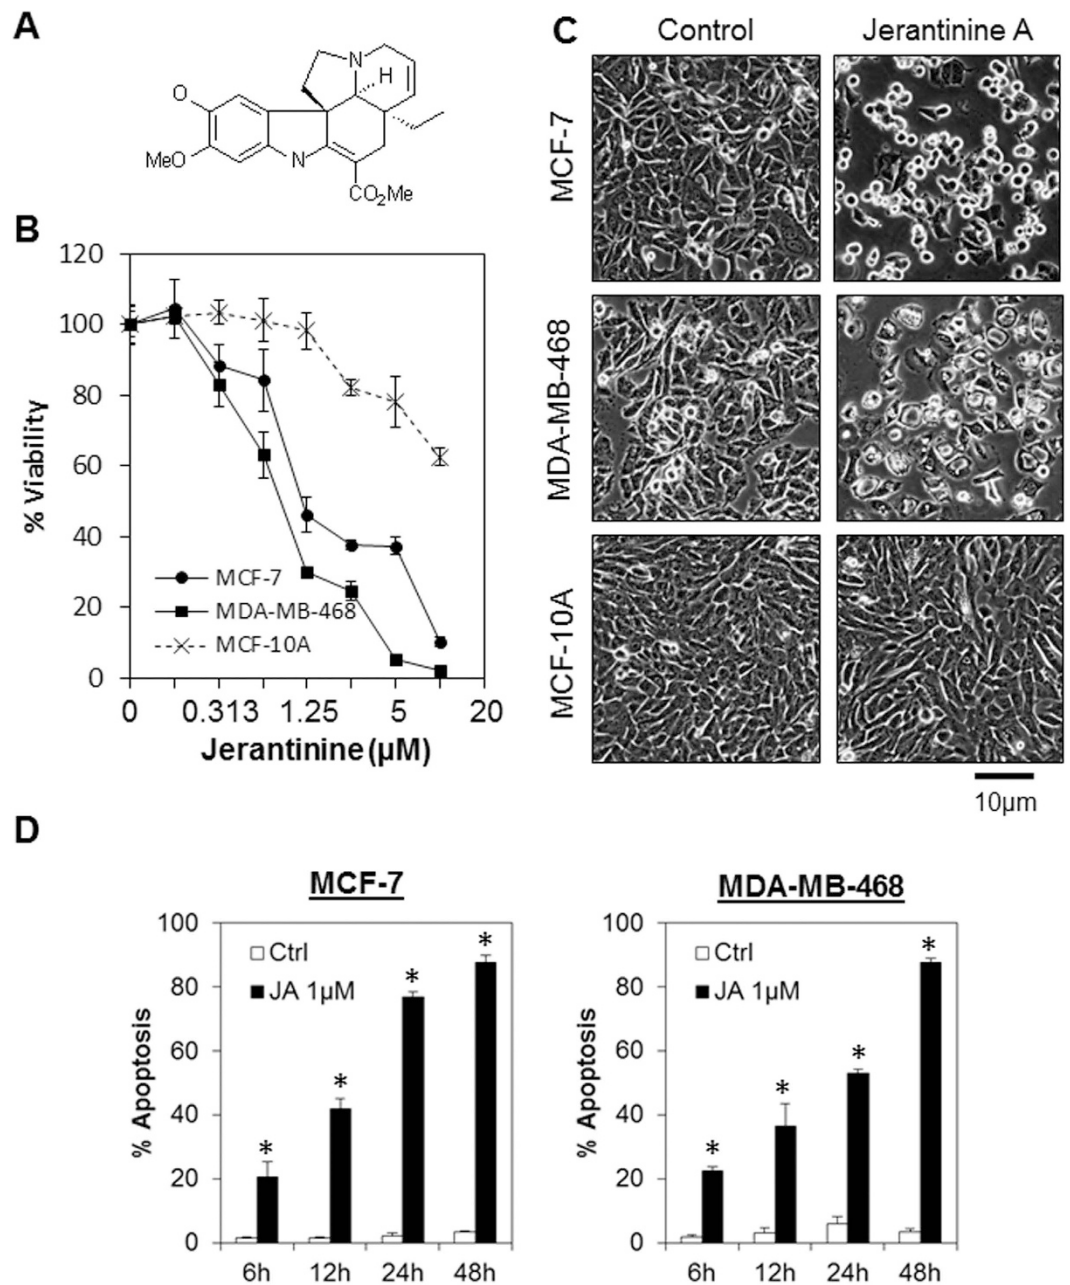 A
N
H
O
MeO
N
CO₂Me
B
120
100
80
60
40
20
0
% Viability
MCF-7
MDA-MB-468
MCF-10A
0 0.313 1.25 5 20
Jerantinine (µM)
C
Control Jerantinine A
MCF-7
MDA-MB-468
MCF-10A
10µm
D
MCF-7
100
80
60
40
20
0
% Apoptosis
Ctrl
JA 1µM
* * * *
6h 12h 24h 48h
MDA-MB-468
100
80
60
40
20
0
% Apoptosis
Ctrl
JA 1µM
* * * *
6h 12h 24h 48h